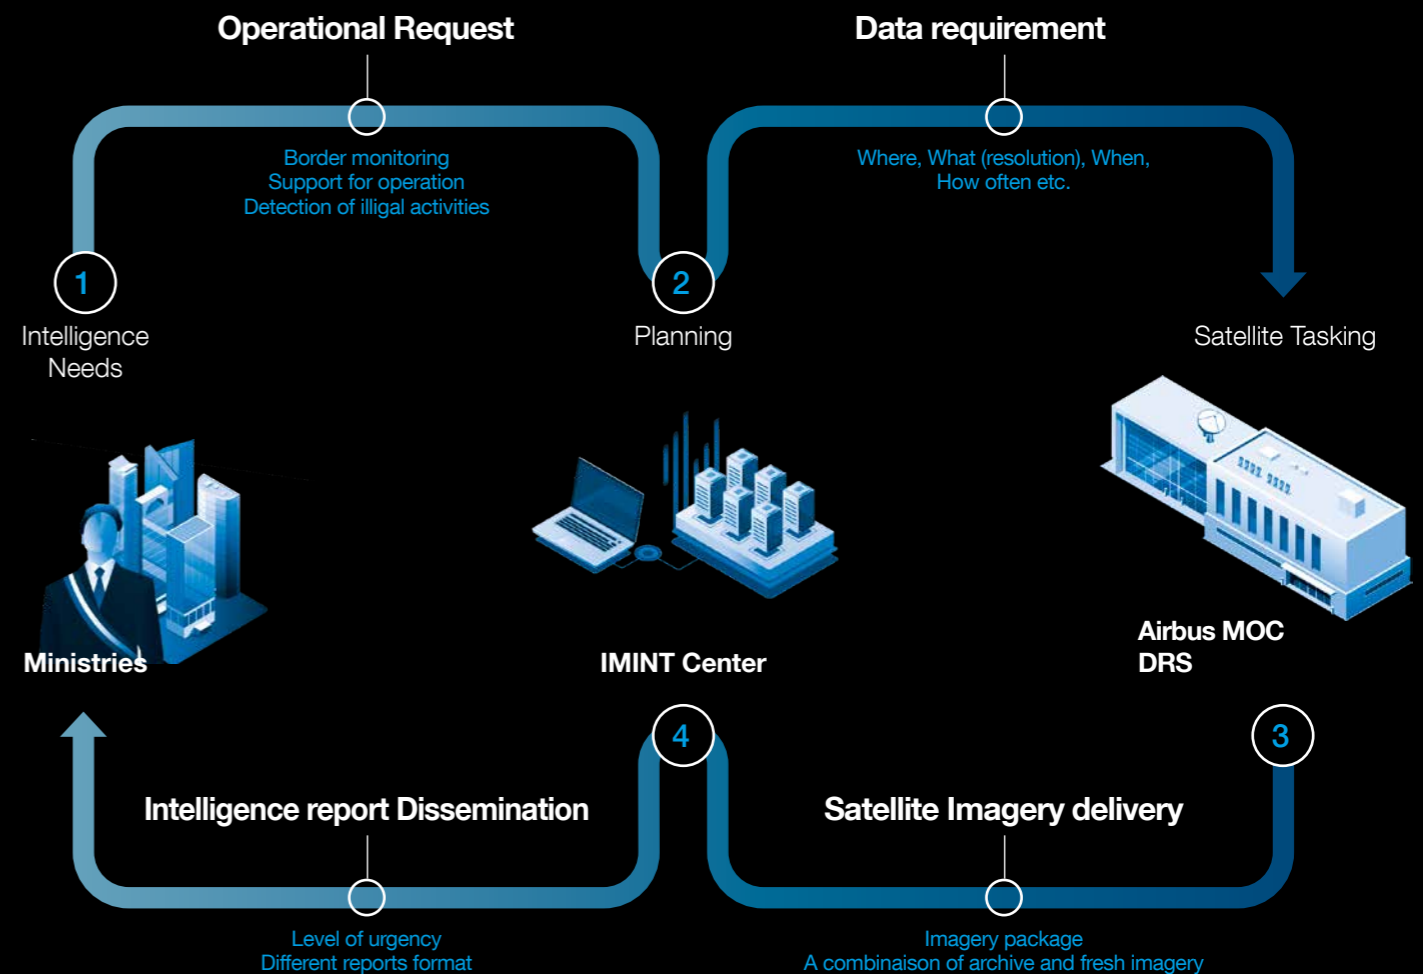 Operational Request
Data requirement
Border monitoring
Support for operation
Detection of illigal activities
Where, What (resolution), When,
How often etc.
1
2
Intelligence
Needs
Planning
Satellite Tasking
Ministries
IMINT Center
Airbus MOC
DRS
4
3
Intelligence report Dissemination
Satellite Imagery delivery
Level of urgency
Different reports format
Imagery package
A combinaison of archive and fresh imagery